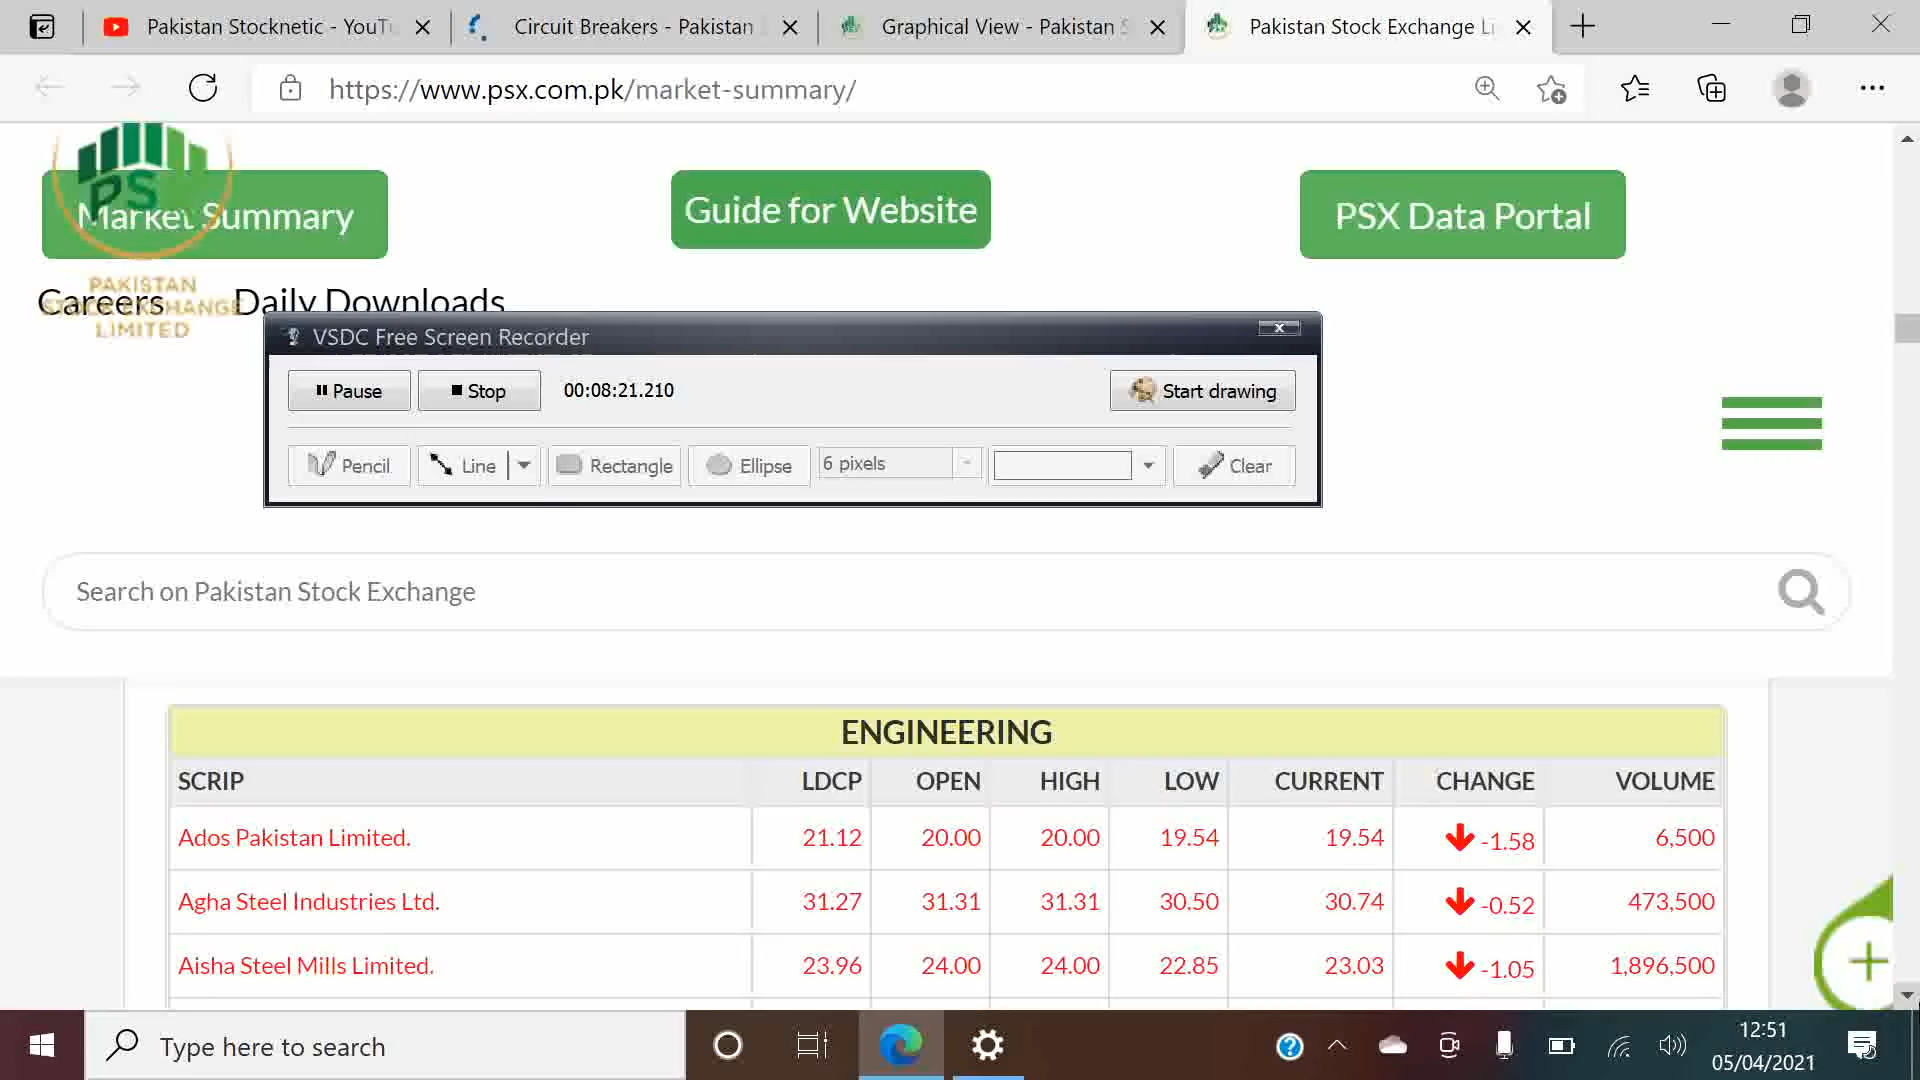 Pakistan Stocknetic - YouTu
Circuit Breakers - Pakistan
Graphical View - Pakistan S
Pakistan Stock Exchange Li
https://www.psx.com.pk/market-summary/
PS
Market Summary
Guide for Website
PSX Data Portal
PAKISTAN
STOCK EXCHANGE
LIMITED
Careers
Daily Downloads
VSDC Free Screen Recorder
Pause
Stop
00:08:21.210
Start drawing
Pencil
Line
Rectangle
Ellipse
6 pixels
Clear
Search on Pakistan Stock Exchange
ENGINEERING
SCRIP LDCP OPEN HIGH LOW CURRENT CHANGE VOLUME
Ados Pakistan Limited. 21.12 20.00 20.00 19.54 19.54 -1.58 6,500
Agha Steel Industries Ltd. 31.27 31.31 31.31 30.50 30.74 -0.52 473,500
Aisha Steel Mills Limited. 23.96 24.00 24.00 22.85 23.03 -1.05 1,896,500
Type here to search
12:51
05/04/2021